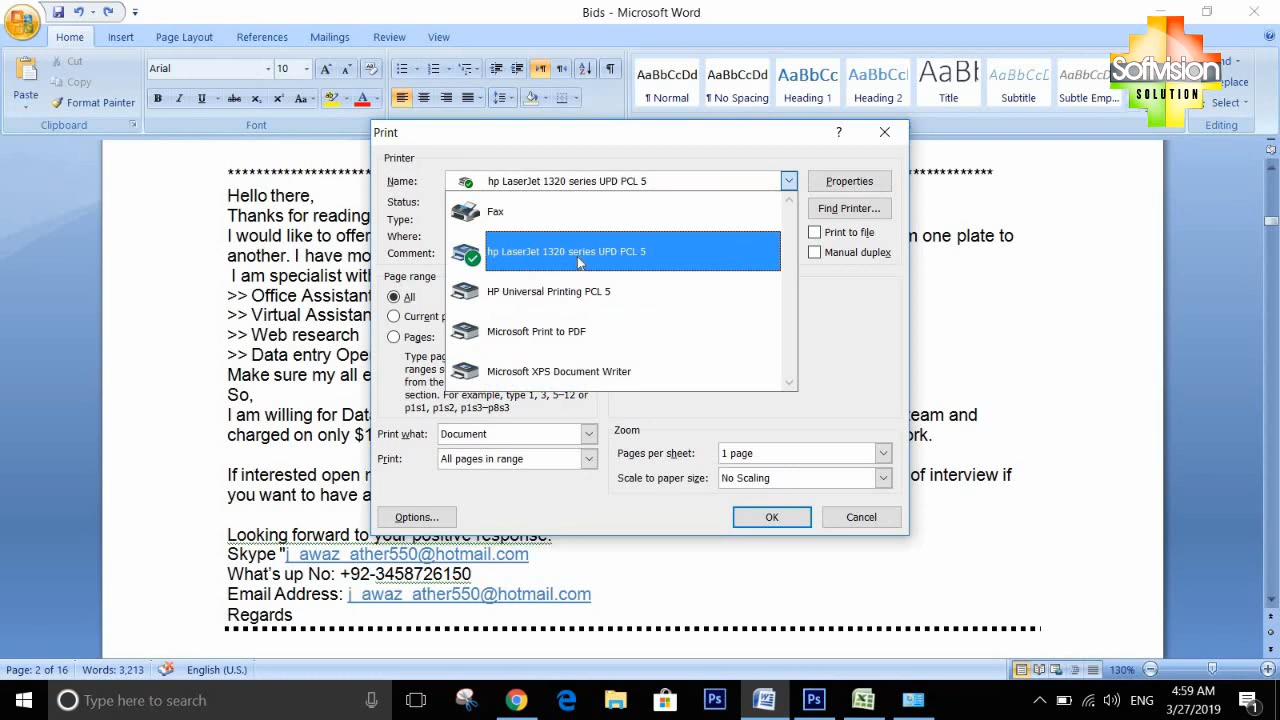 Bids - Microsoft Word
Home Insert Page Layout References Mailings Review View
Paste
Cut
Copy
Format Painter
Clipboard
Arial 10
Font
AaBbCcDd AaBbCcDd AaBbCc AaBbCc AaBbCcDd AaBbCcDd
¶ Normal ¶ No Spacing Heading 1 Heading 2 Title Subtitle Subtle Emp...
Select
Editing
SoftVision
SOLUTION
Print
Printer
Name: hp LaserJet 1320 series UPD PCL 5 Properties
Status: Find Printer...
Type: Print to file
Where: Manual duplex
Comment:
Fax
hp LaserJet 1320 series UPD PCL 5
HP Universal Printing PCL 5
Microsoft Print to PDF
Microsoft XPS Document Writer
Page range
All
Current
Pages:
Type
ranges
from the
section. For example, type 1, 3, 5–12 or
p1s1, p1s2, p1s3–p8s3
Print what: Document
Print: All pages in range
Zoom
Pages per sheet: 1 page
Scale to paper size: No Scaling
Options... OK Cancel
Hello there,
Thanks for reading
I would like to offer m one plate to
another. I have mo
I am specialist with
>> Office Assistant
>> Virtual Assistan
>> Web research
>> Data entry Ope
Make sure my all e
So,
I am willing for Dat team and
charged on only $1 rk.
If interested open of interview if
you want to have a
Looking forward to your positive response.
Skype "j_awaz_ather550@hotmail.com
What's up No: +92-3458726150
Email Address: j_awaz_ather550@hotmail.com
Regards
Page: 2 of 16 Words: 3,213 English (U.S.) 130%
Type here to search
ENG 4:59 AM
3/27/2019